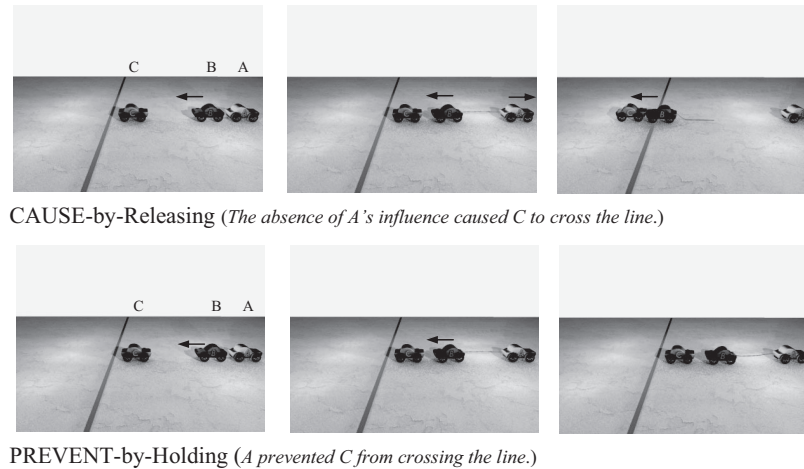 C B A
CAUSE-by-Releasing (The absence of A's influence caused C to cross the line.)
C B A
PREVENT-by-Holding (A prevented C from crossing the line.)